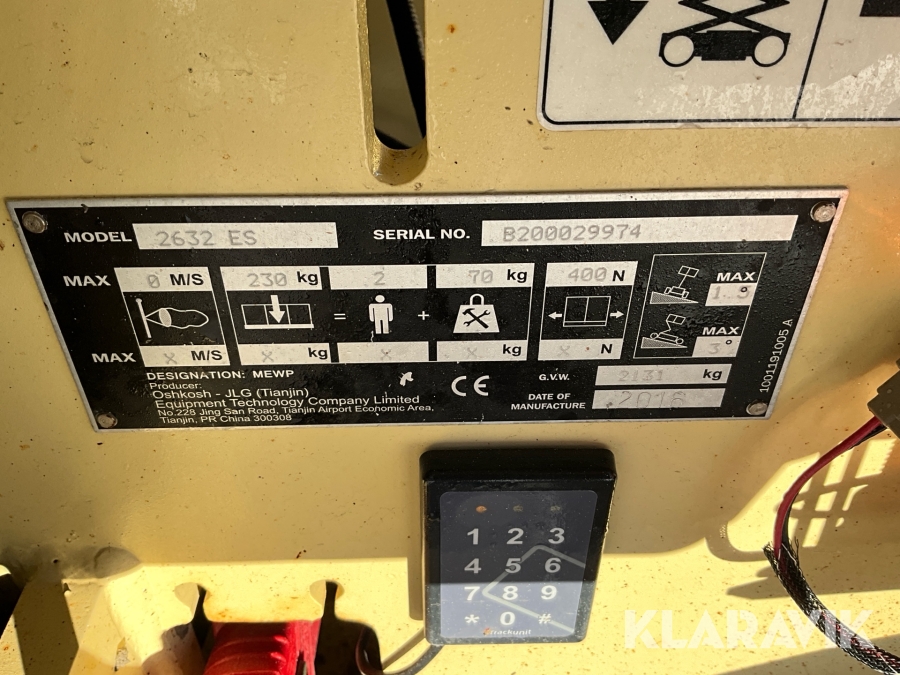 MODEL 2632 ES SERIAL NO. B200029974
MAX 0 M/S 230 kg 2 70 kg 400 N MAX 1.5°
= +
MAX X M/S X kg X X kg X N MAX 3°
DESIGNATION: MEWP
Producer:
Oshkosh - JLG (Tianjin)
Equipment Technology Company Limited
No.228 Jing San Road, Tianjin Airport Economic Area,
Tianjin, PR China 300308
CE
G.V.W. 2131 kg
DATE OF
MANUFACTURE 2016
1001191005 A
1 2 3
4 5 6
7 8 9
* 0 #
trackunit
KLARAVIK